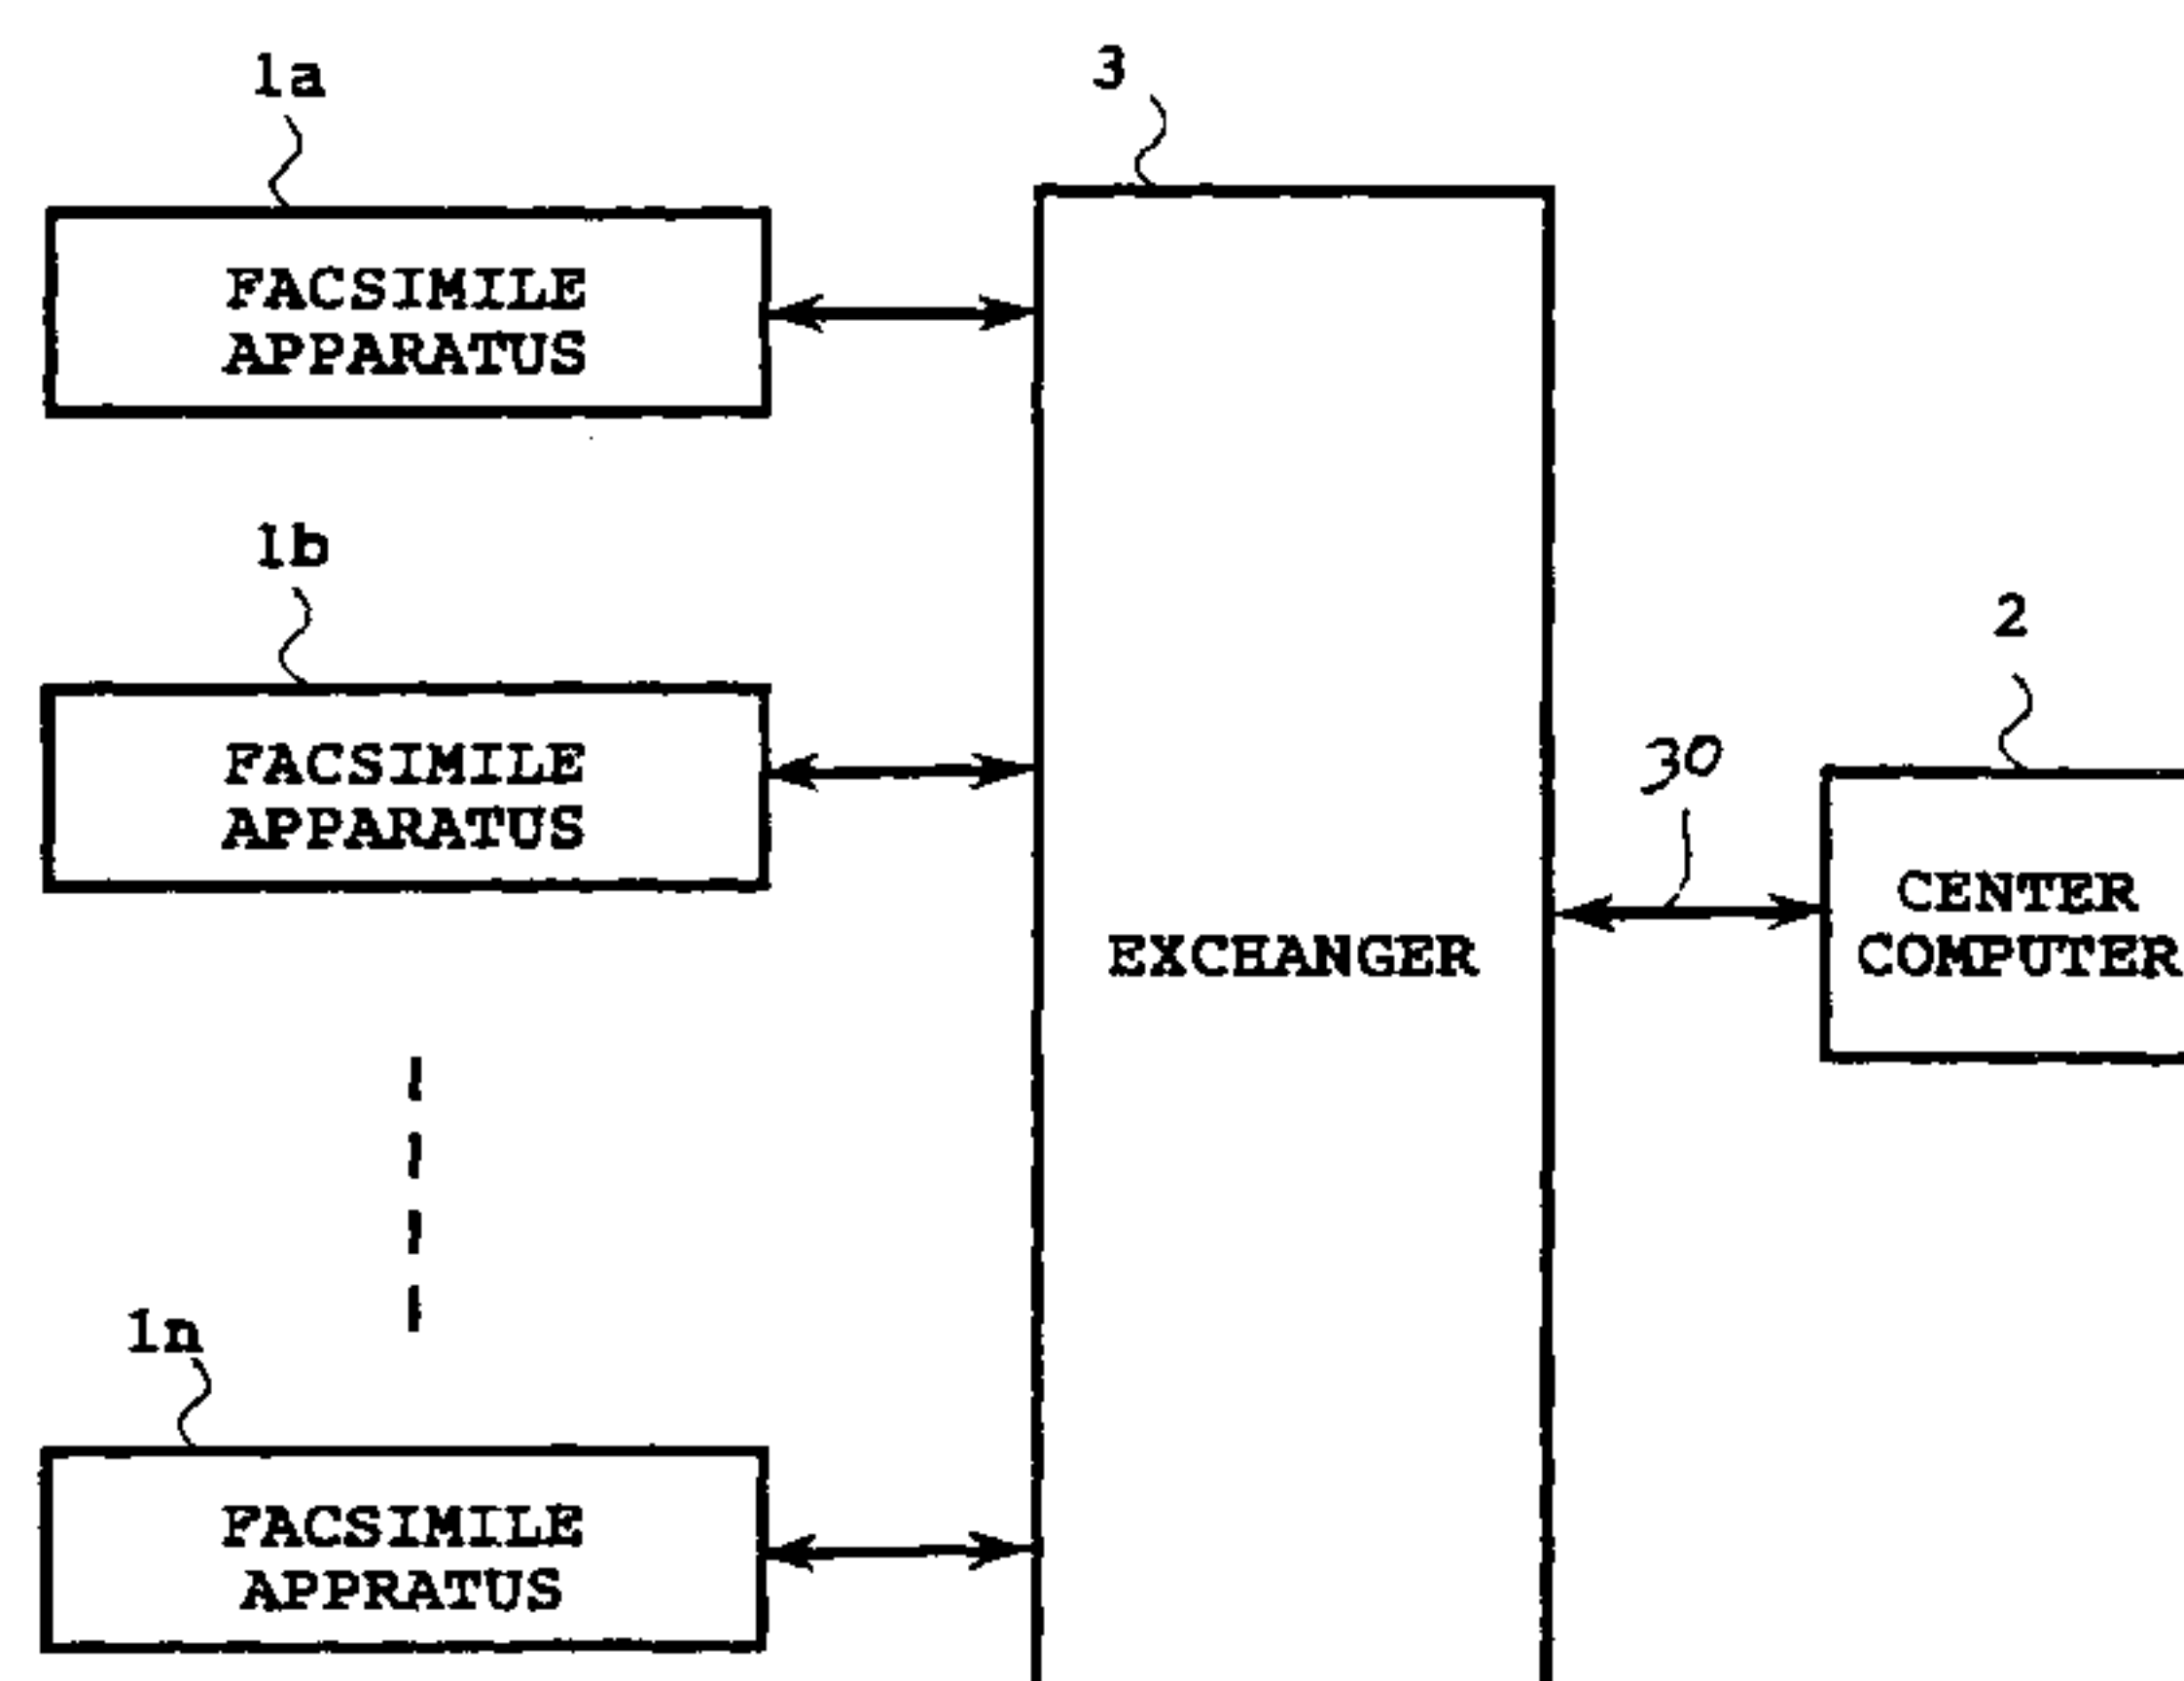 1a
FACSIMILE
APPARATUS
1b
FACSIMILE
APPARATUS
1n
FACSIMILE
APPRATUS
3
EXCHANGER
30
2
CENTER
COMPUTER